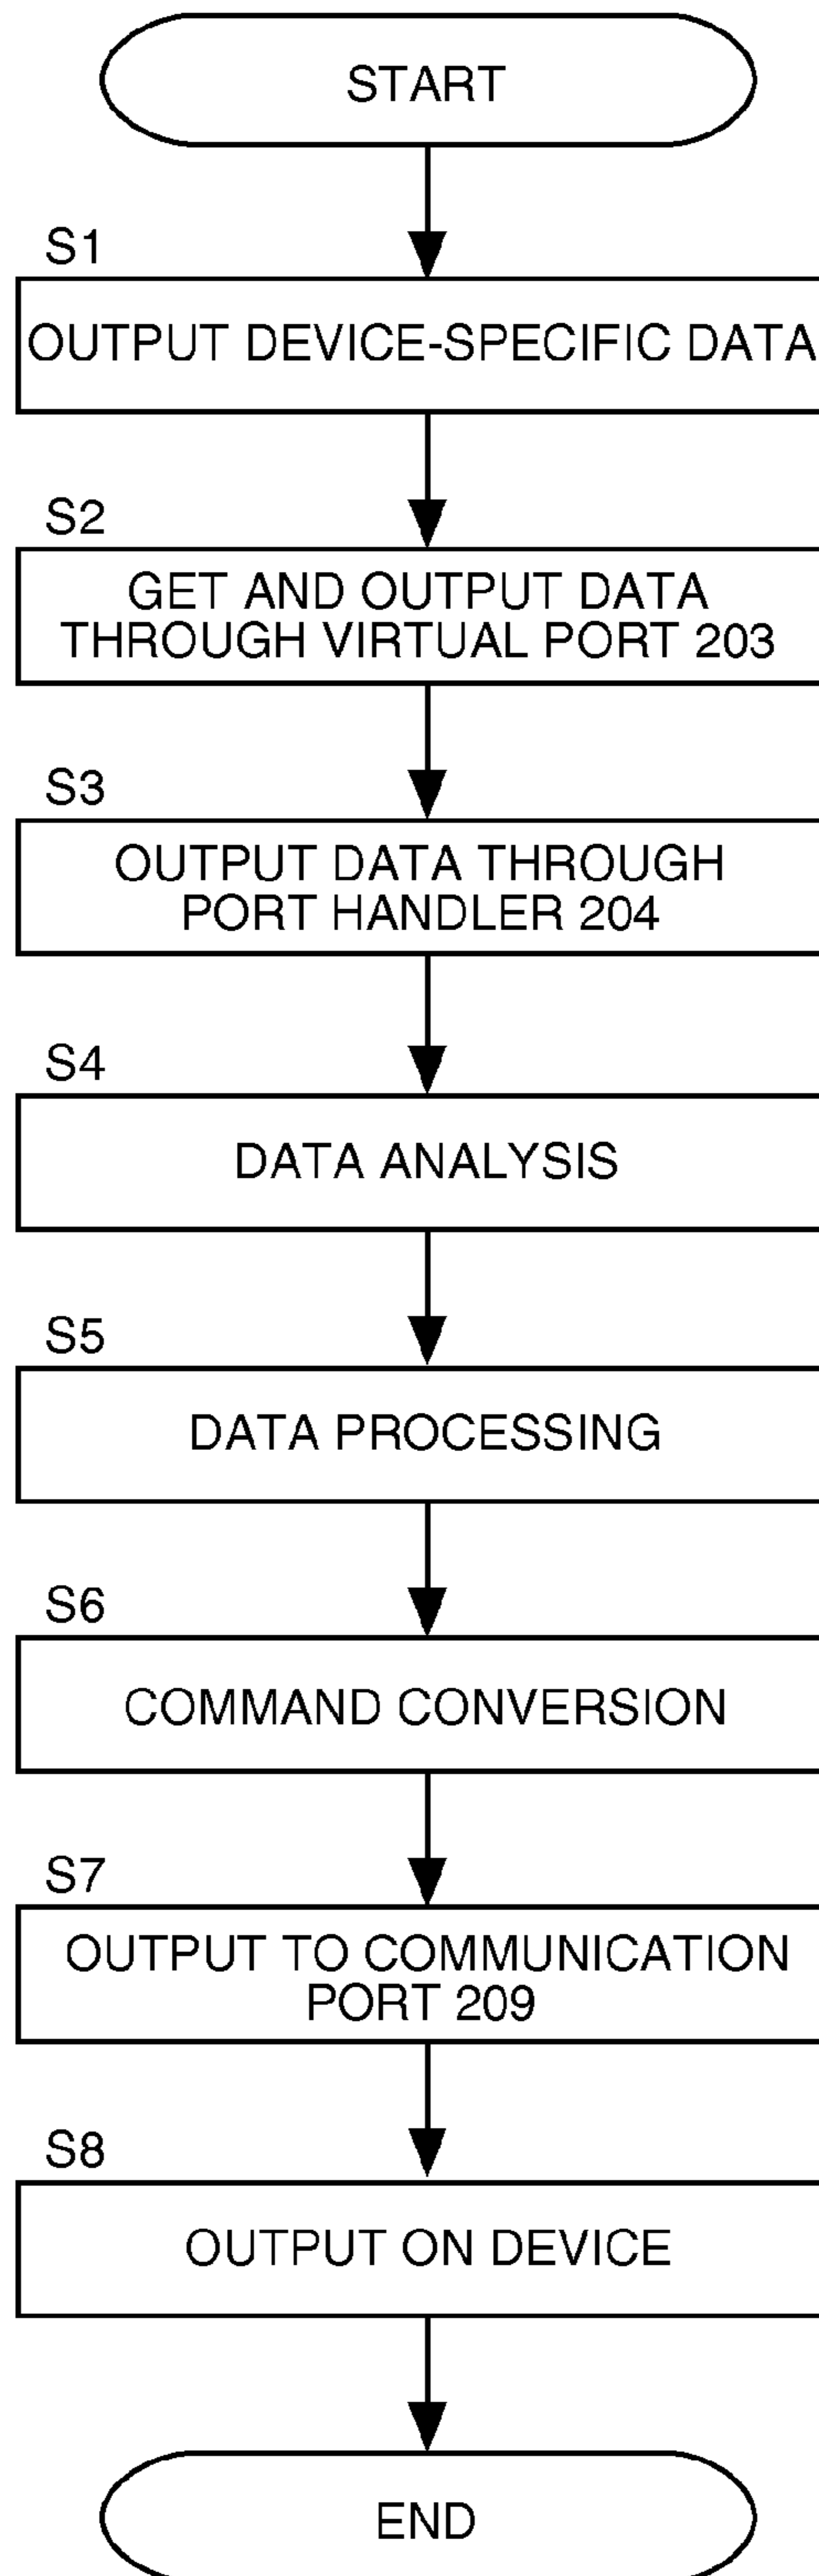 START
S1
OUTPUT DEVICE-SPECIFIC DATA
S2
GET AND OUTPUT DATA
THROUGH VIRTUAL PORT 203
S3
OUTPUT DATA THROUGH
PORT HANDLER 204
S4
DATA ANALYSIS
S5
DATA PROCESSING
S6
COMMAND CONVERSION
S7
OUTPUT TO COMMUNICATION
PORT 209
S8
OUTPUT ON DEVICE
END